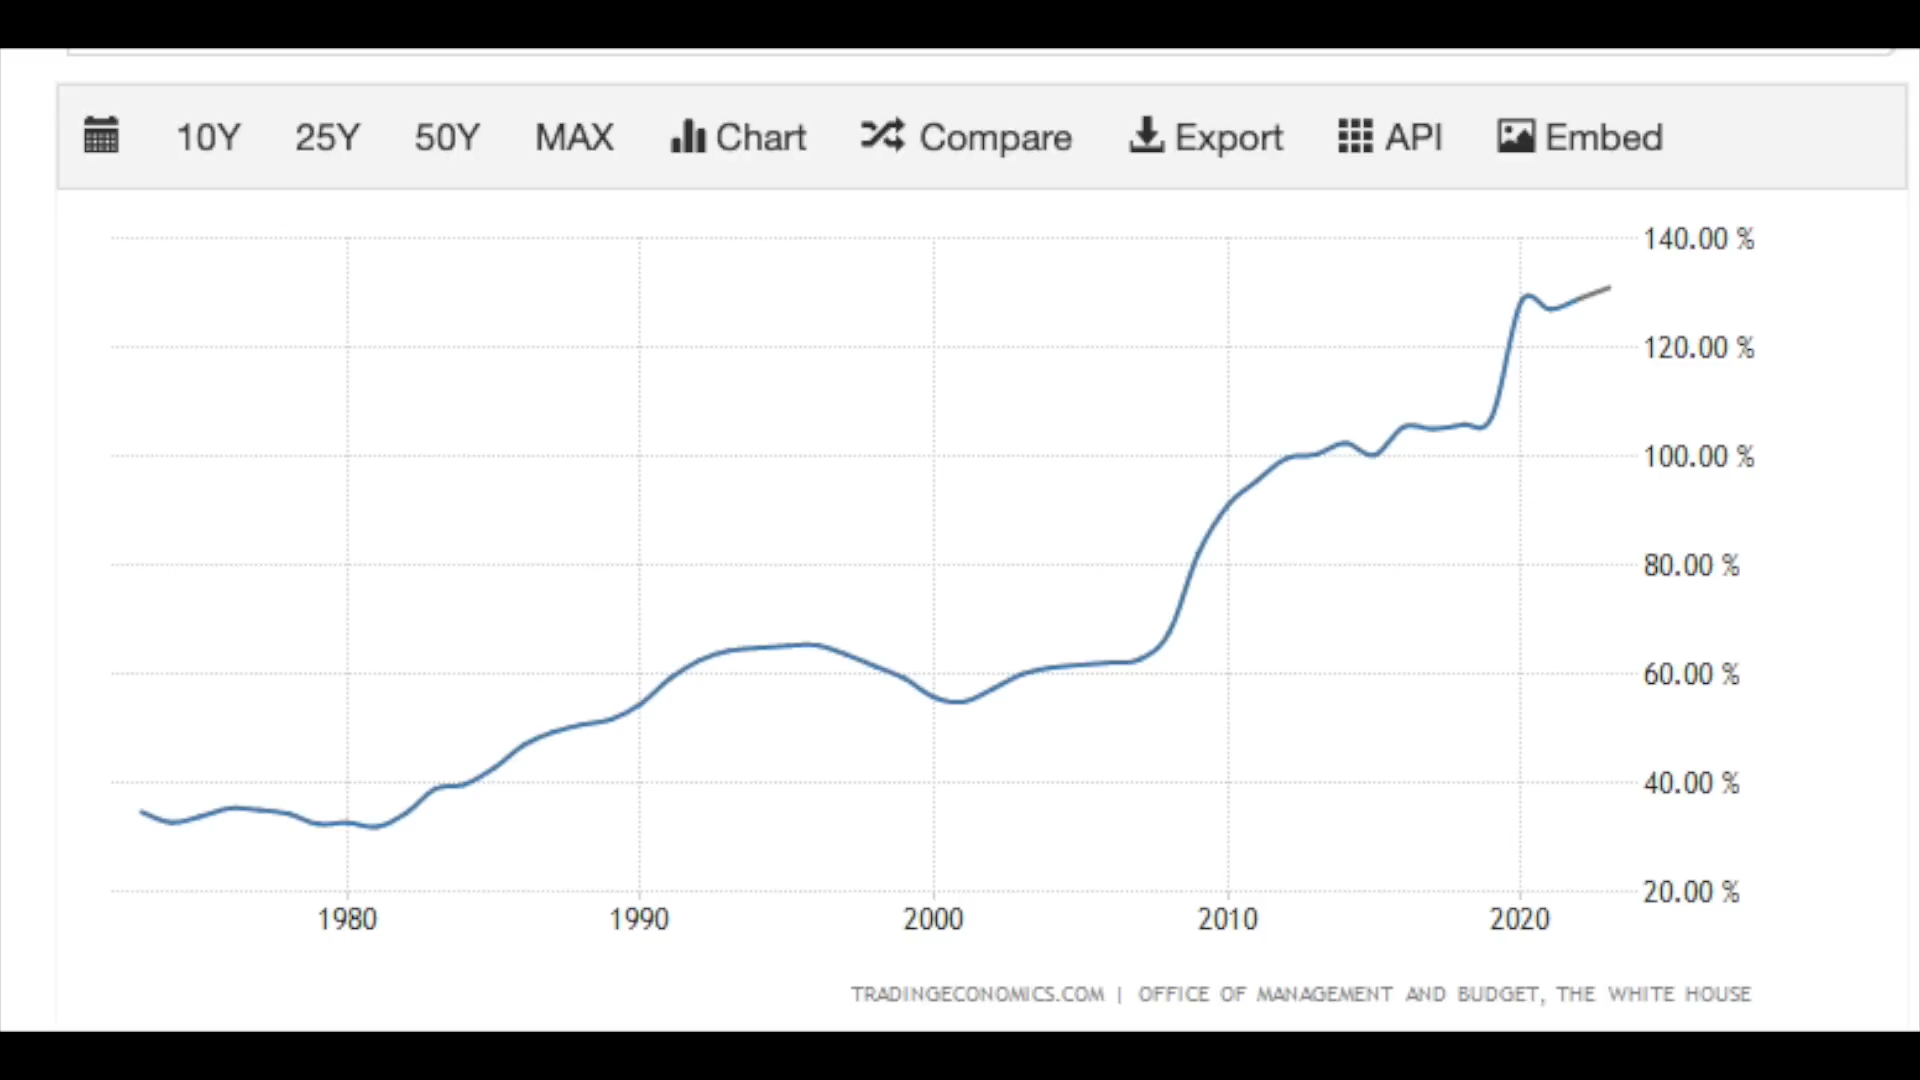 10Y 25Y 50Y MAX Chart Compare Export API Embed
140.00 %
120.00 %
100.00 %
80.00 %
60.00 %
40.00 %
20.00 %
1980 1990 2000 2010 2020
TRADINGECONOMICS.COM | OFFICE OF MANAGEMENT AND BUDGET, THE WHITE HOUSE